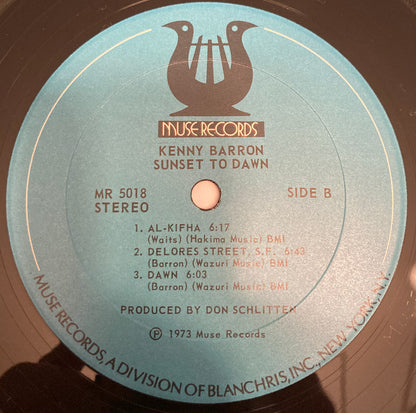 MUSE RECORDS
KENNY BARRON
SUNSET TO DAWN
MR 5018
STEREO
SIDE B
1. AL-KIFHA 6:17
(Waits) (Hakima Music) BMI
2. DELORES STREET, S.F. 6:43
(Barron) (Wazuri Music) BMI
3. DAWN 6:03
(Barron) (Wazuri Music) BMI
PRODUCED BY DON SCHLITTEN
Ⓟ 1973 Muse Records
MUSE RECORDS, A DIVISION OF BLANCHRIS, INC., NEW YORK, N.Y.